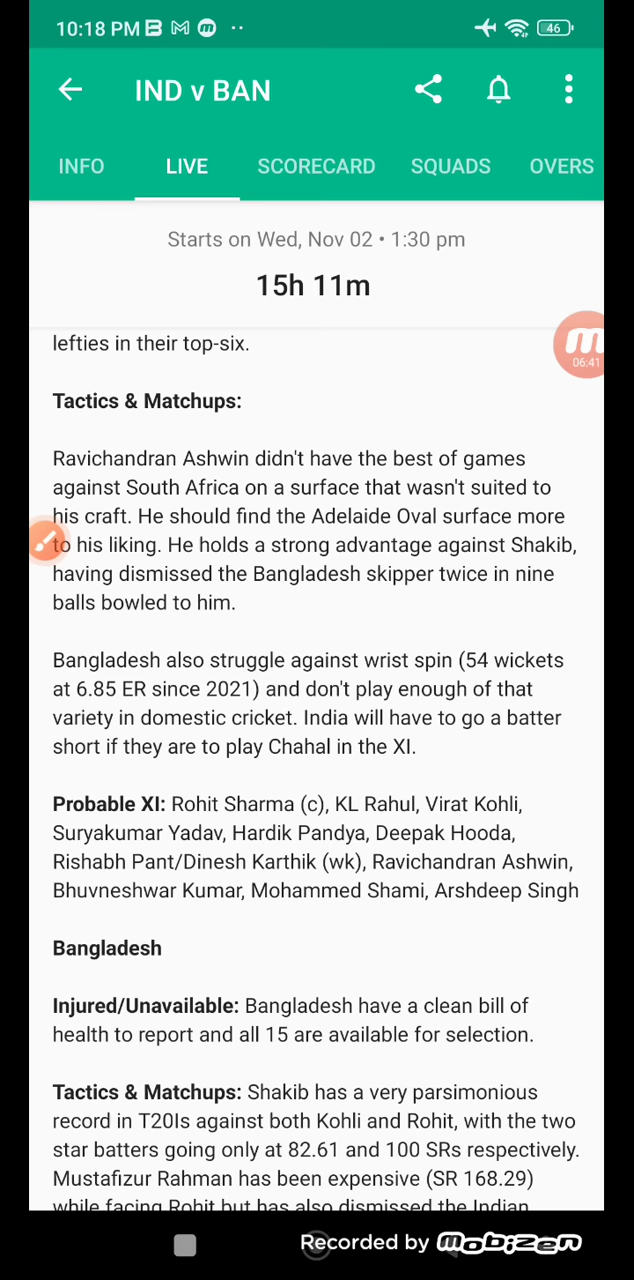 10:18 PM
46
IND v BAN
INFO LIVE SCORECARD SQUADS OVERS
Starts on Wed, Nov 02 • 1:30 pm
15h 11m
lefties in their top-six.
06:41
Tactics & Matchups:
Ravichandran Ashwin didn't have the best of games
against South Africa on a surface that wasn't suited to
his craft. He should find the Adelaide Oval surface more
to his liking. He holds a strong advantage against Shakib,
having dismissed the Bangladesh skipper twice in nine
balls bowled to him.
Bangladesh also struggle against wrist spin (54 wickets
at 6.85 ER since 2021) and don't play enough of that
variety in domestic cricket. India will have to go a batter
short if they are to play Chahal in the XI.
Probable XI: Rohit Sharma (c), KL Rahul, Virat Kohli,
Suryakumar Yadav, Hardik Pandya, Deepak Hooda,
Rishabh Pant/Dinesh Karthik (wk), Ravichandran Ashwin,
Bhuvneshwar Kumar, Mohammed Shami, Arshdeep Singh
Bangladesh
Injured/Unavailable: Bangladesh have a clean bill of
health to report and all 15 are available for selection.
Tactics & Matchups: Shakib has a very parsimonious
record in T20Is against both Kohli and Rohit, with the two
star batters going only at 82.61 and 100 SRs respectively.
Mustafizur Rahman has been expensive (SR 168.29)
while facing Rohit but has also dismissed the Indian
Recorded by mobizen